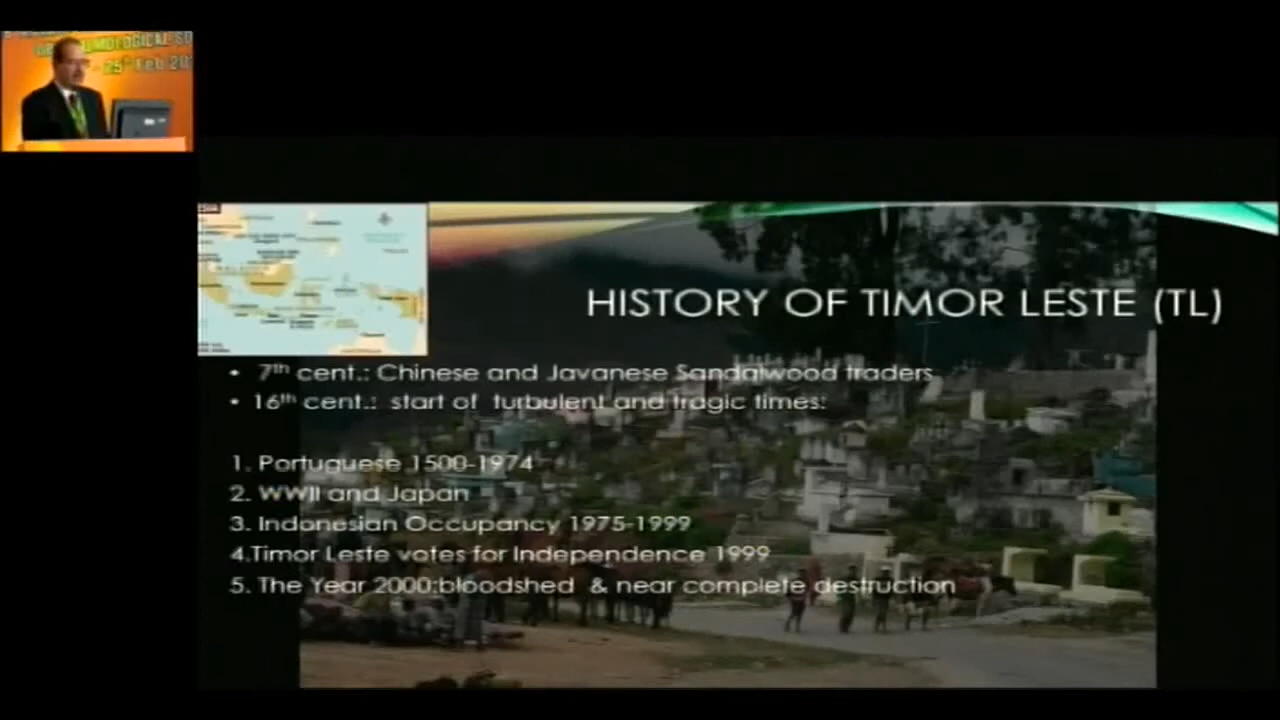 25th Feb
HISTORY OF TIMOR LESTE (TL)
• 7th cent.: Chinese and Javanese Sandalwood traders
• 16th cent.: start of turbulent and tragic times:
1. Portuguese 1500-1974
2. WWII and Japan
3. Indonesian Occupancy 1975-1999
4.Timor Leste votes for Independence 1999
5. The Year 2000:bloodshed & near complete destruction